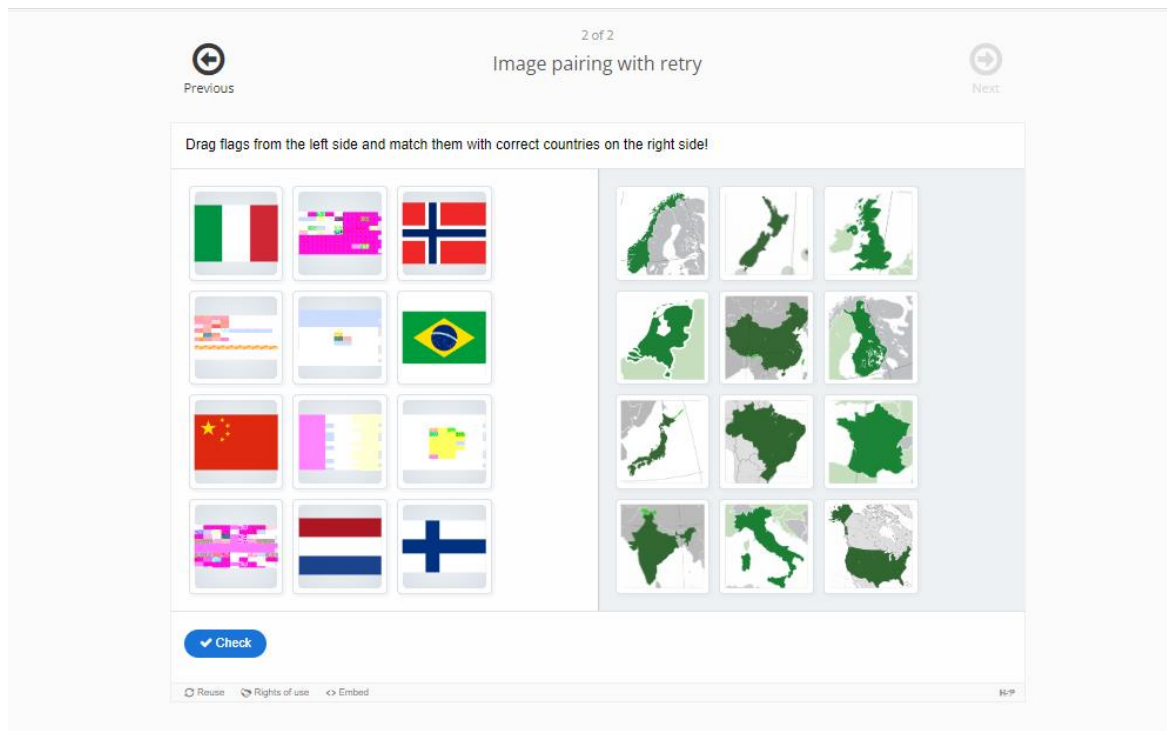 2 of 2
Image pairing with retry
Previous
Next
Drag flags from the left side and match them with correct countries on the right side!
Check
Reuse
Rights of use
<> Embed
H5P